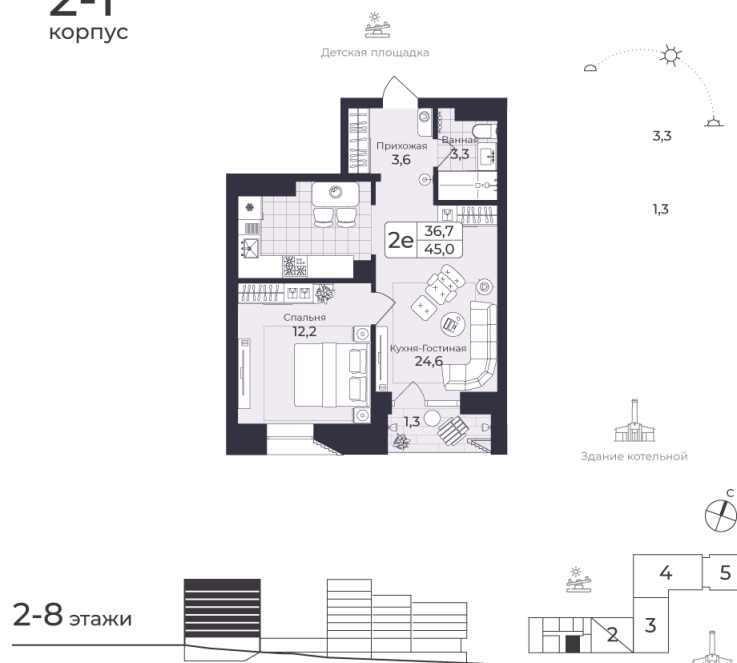 2-1
корпус
Детская площадка
Прихожая
3,6
Ванная
3,3
3,3
1,3
2е
36,7
45,0
Спальня
12,2
Кухня-Гостиная
24,6
1,3
Здание котельной
С
2-8 этажи
4
5
2
3